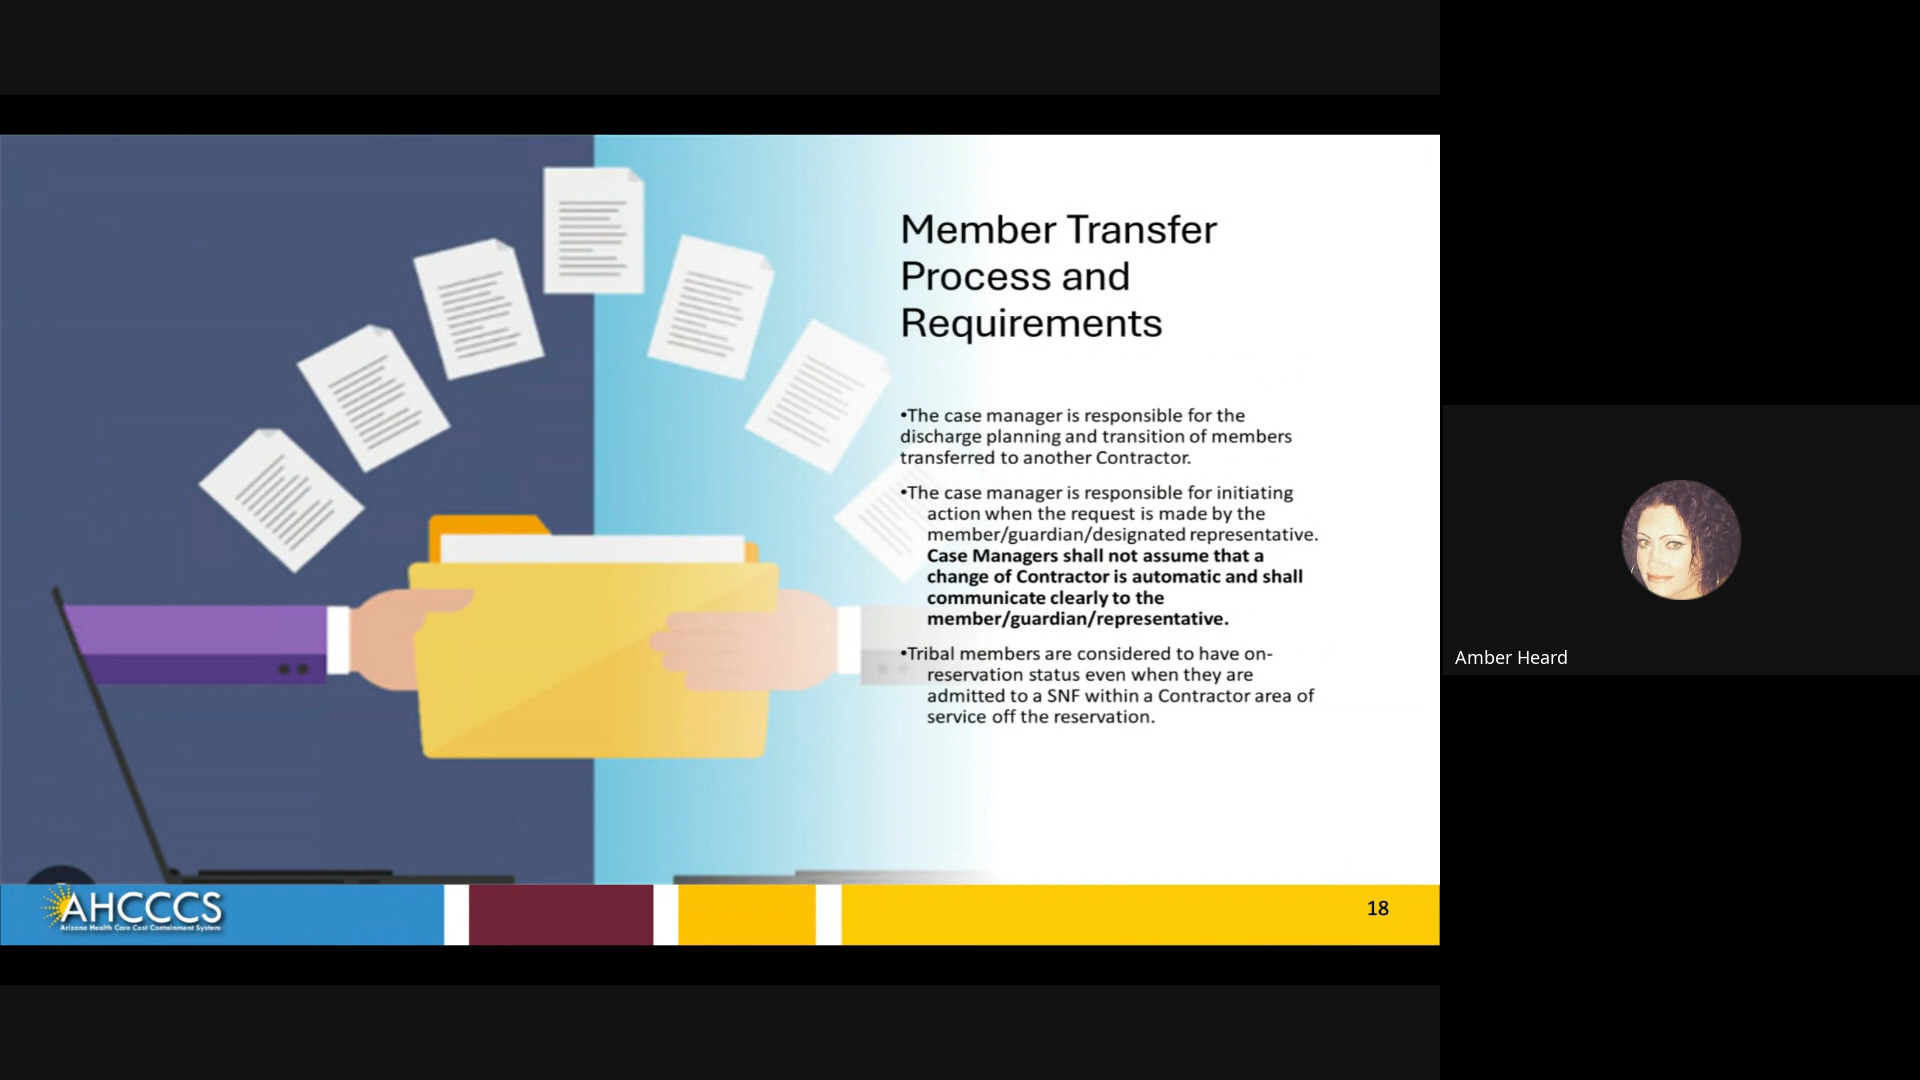 Member Transfer
Process and
Requirements
•The case manager is responsible for the
discharge planning and transition of members
transferred to another Contractor.
•The case manager is responsible for initiating
action when the request is made by the
member/guardian/designated representative.
Case Managers shall not assume that a
change of Contractor is automatic and shall
communicate clearly to the
member/guardian/representative.
•Tribal members are considered to have on-
reservation status even when they are
admitted to a SNF within a Contractor area of
service off the reservation.
AHCCCS
Arizona Health Care Cost Containment System
18
Amber Heard